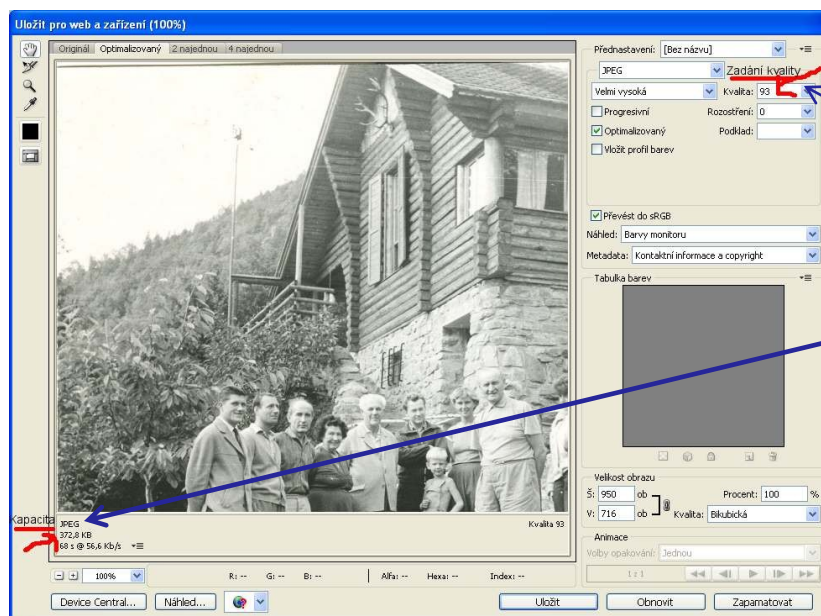 Uložit pro web a zařízení (100%)
Originál Optimalizovaný 2 najednou 4 najednou
Přednastavení: [Bez názvu]
JPEG Zadání kvality
Velmi vysoká Kvalita: 93
Progresivní Rozostření: 0
Optimalizovaný Podklad:
Vložit profil barev
Převést do sRGB
Náhled: Barvy monitoru
Metadata: Kontaktní informace a copyright
Tabulka barev
Velikost obrazu
Š: 950 ob Procent: 100 %
V: 716 ob Kvalita: Bikubická
Kapacita JPEG Kvalita 93
372,8 KB
68 s @ 56,6 Kb/s
Animace
Volby opakování: Jednou
1 z 1
100% R: -- G: -- B: -- Alfa: -- Hexa: -- Index: --
Device Central... Náhled... Uložit Obnovit Zapamatovat